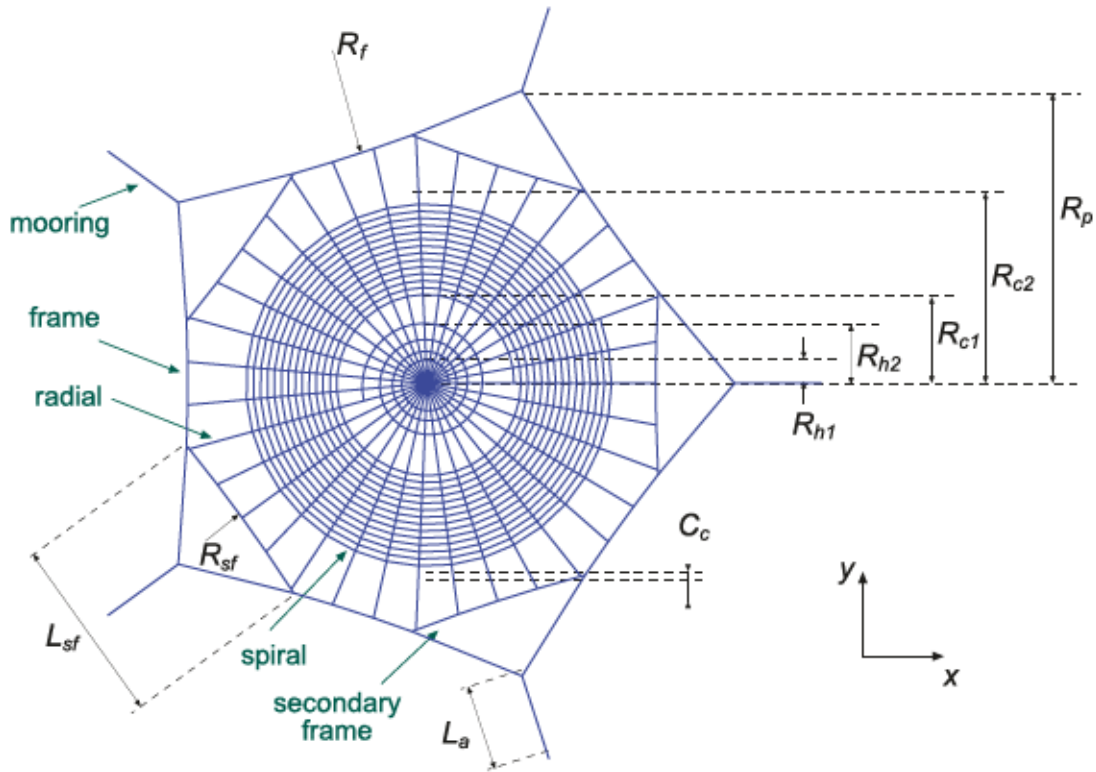 R_f
mooring
frame
radial
R_p
R_c2
R_c1
R_h2
R_h1
R_sf
C_c
L_sf
spiral
secondary
frame
L_a
y
x